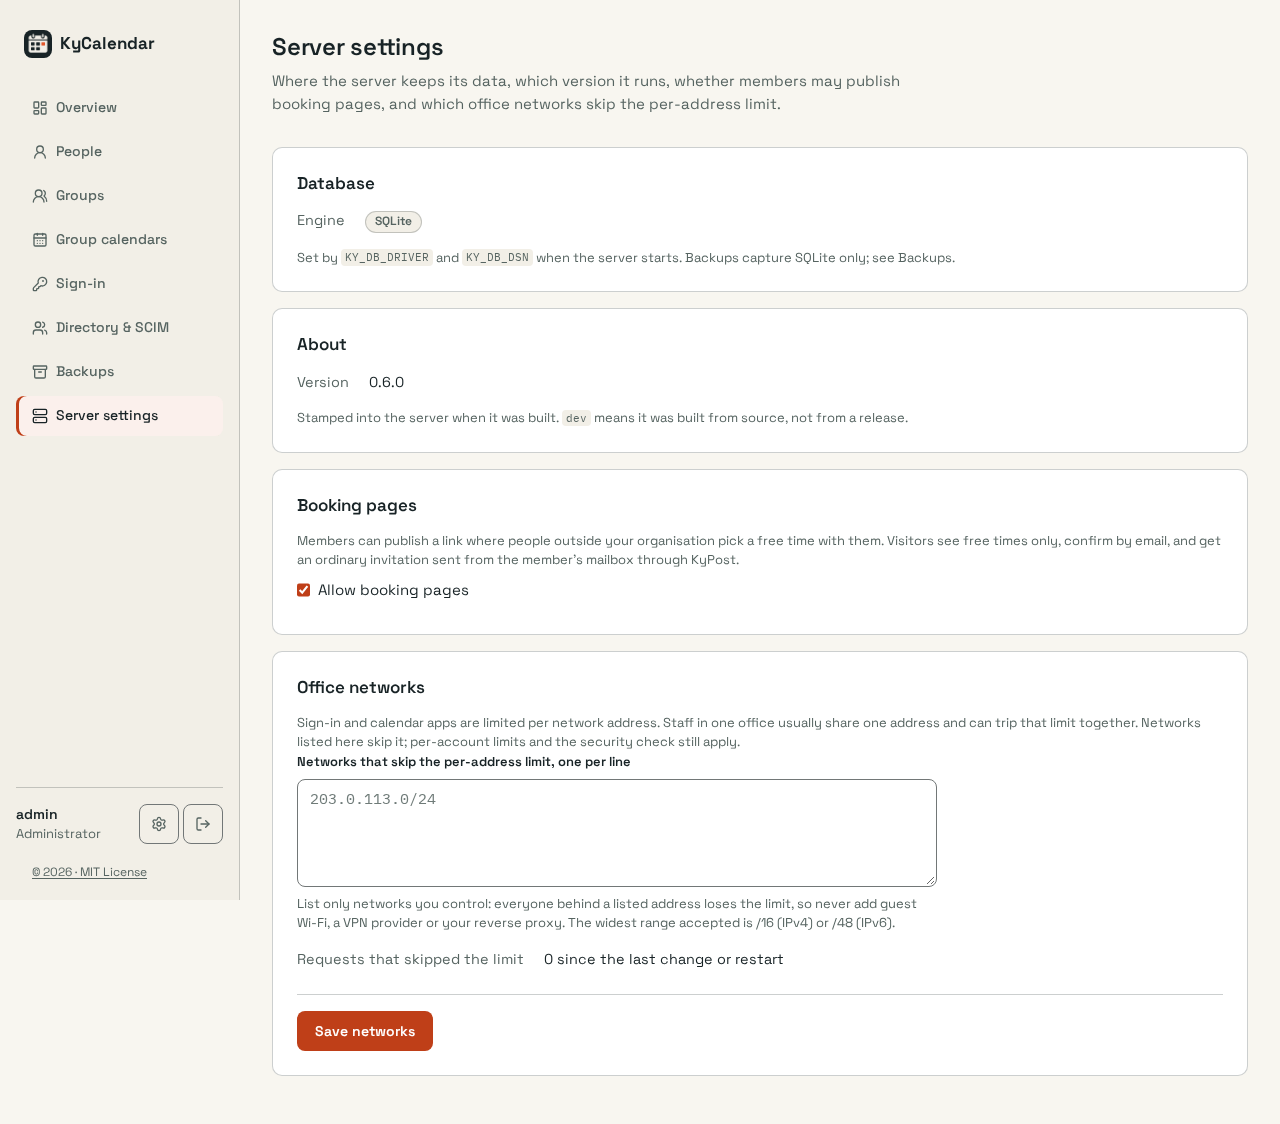 KyCalendar
Overview
People
Groups
Group calendars
Sign-in
Directory & SCIM
Backups
Server settings
admin
Administrator
© 2026 · MIT License
Server settings
Where the server keeps its data, which version it runs, whether members may publish
booking pages, and which office networks skip the per-address limit.
Database
Engine SQLite
Set by KY_DB_DRIVER and KY_DB_DSN when the server starts. Backups capture SQLite only; see Backups.
About
Version 0.6.0
Stamped into the server when it was built. dev means it was built from source, not from a release.
Booking pages
Members can publish a link where people outside your organisation pick a free time with them. Visitors see free times only, confirm by email, and get
an ordinary invitation sent from the member's mailbox through KyPost.
Allow booking pages
Office networks
Sign-in and calendar apps are limited per network address. Staff in one office usually share one address and can trip that limit together. Networks
listed here skip it; per-account limits and the security check still apply.
Networks that skip the per-address limit, one per line
203.0.113.0/24
List only networks you control: everyone behind a listed address loses the limit, so never add guest
Wi-Fi, a VPN provider or your reverse proxy. The widest range accepted is /16 (IPv4) or /48 (IPv6).
Requests that skipped the limit 0 since the last change or restart
Save networks